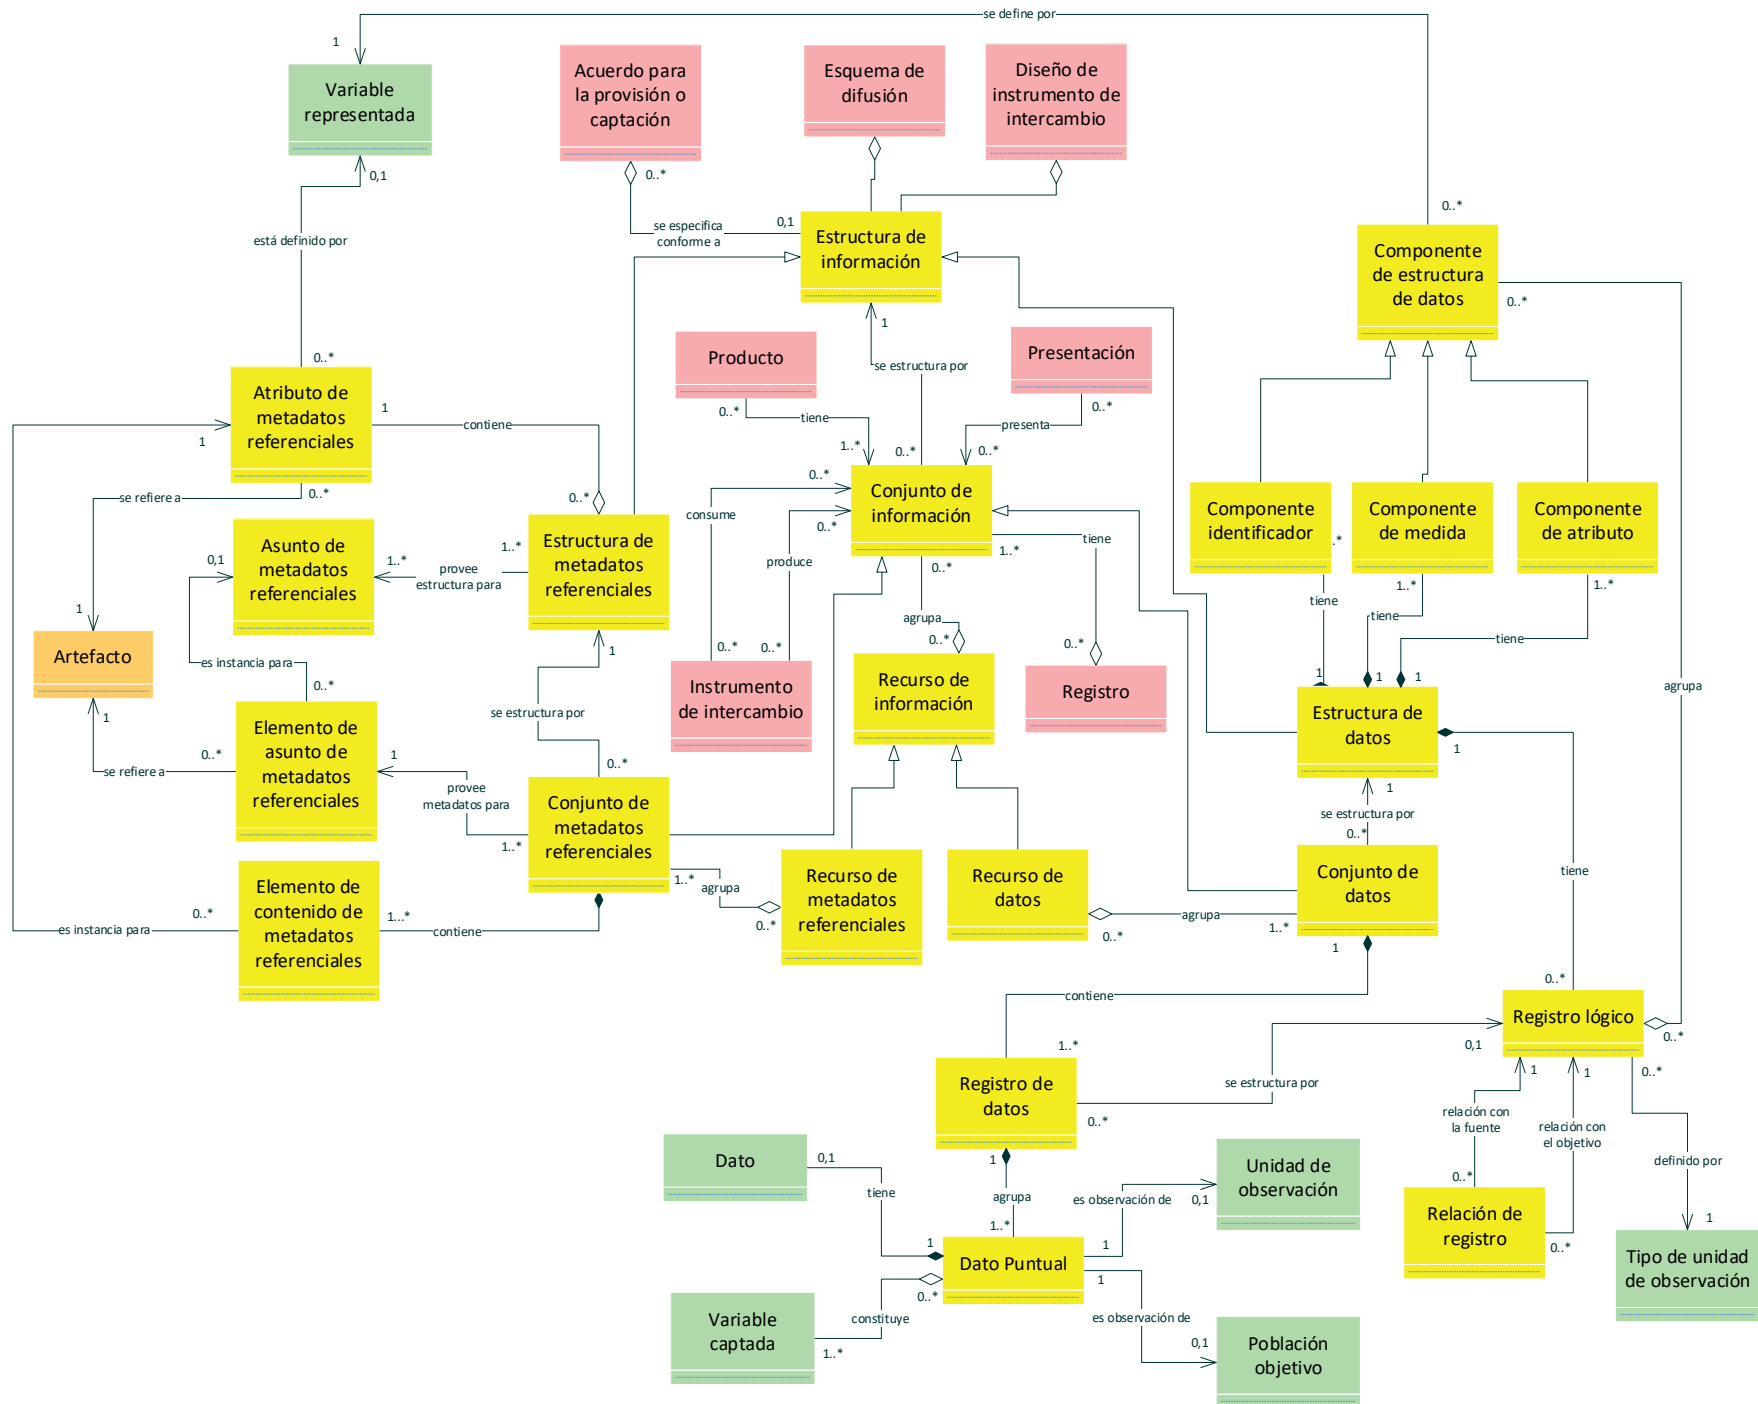 se define por
1
Variable
representada
0,1
Acuerdo para
la provisión o
captación
0..*
Esquema de
difusión
Diseño de
instrumento de
intercambio
se especifica
conforme a
0,1
Estructura de
información
1
0..*
Componente
de estructura
de datos
0..*
está definido por
0..*
Producto
0..*
tiene
1..*
se estructura por
0..*
Presentación
0..*
presenta
0..*
Atributo de
metadatos
referenciales
1
contiene
0..*
1
se refiere a
0..*
Conjunto de
información
0..*
0..*
consume
produce
1..*
tiene
0..*
0..*
agrupa
0..*
Componente
identificador
..*
Componente
de medida
1..*
Componente
de atributo
1..*
Asunto de
metadatos
referenciales
0,1
1..*
provee
estructura para
1..*
Estructura de
metadatos
referenciales
1
tiene
tiene
tiene
1
1
1
Artefacto
1
1
es instancia para
0..*
0..*
0..*
Instrumento
de intercambio
Recurso de
información
Registro
Estructura de
datos
1
1
agrupa
se estructura por
0..*
Elemento de
asunto de
metadatos
referenciales
0..*
se refiere a
1
provee
metadatos para
1..*
Conjunto de
metadatos
referenciales
1..*
agrupa
0..*
Recurso de
metadatos
referenciales
Recurso de
datos
0..*
agrupa
1..*
se estructura por
0..*
Conjunto de
datos
1
tiene
0..*
Elemento de
contenido de
metadatos
referenciales
0..*
es instancia para
1...*
contiene
contiene
1..*
Registro lógico
0..*
0,1
Registro de
datos
0..*
se estructura por
1
1
1
0..*
relación con
la fuente
0..*
relación con
el objetivo
0..*
definido por
1
Relación de
registro
Tipo de unidad
de observación
agrupa
1..*
Dato
0,1
tiene
1
Dato Puntual
0..*
constituye
1..*
Variable
captada
1
es observación de
0,1
Unidad de
observación
1
es observación de
0,1
Población
objetivo